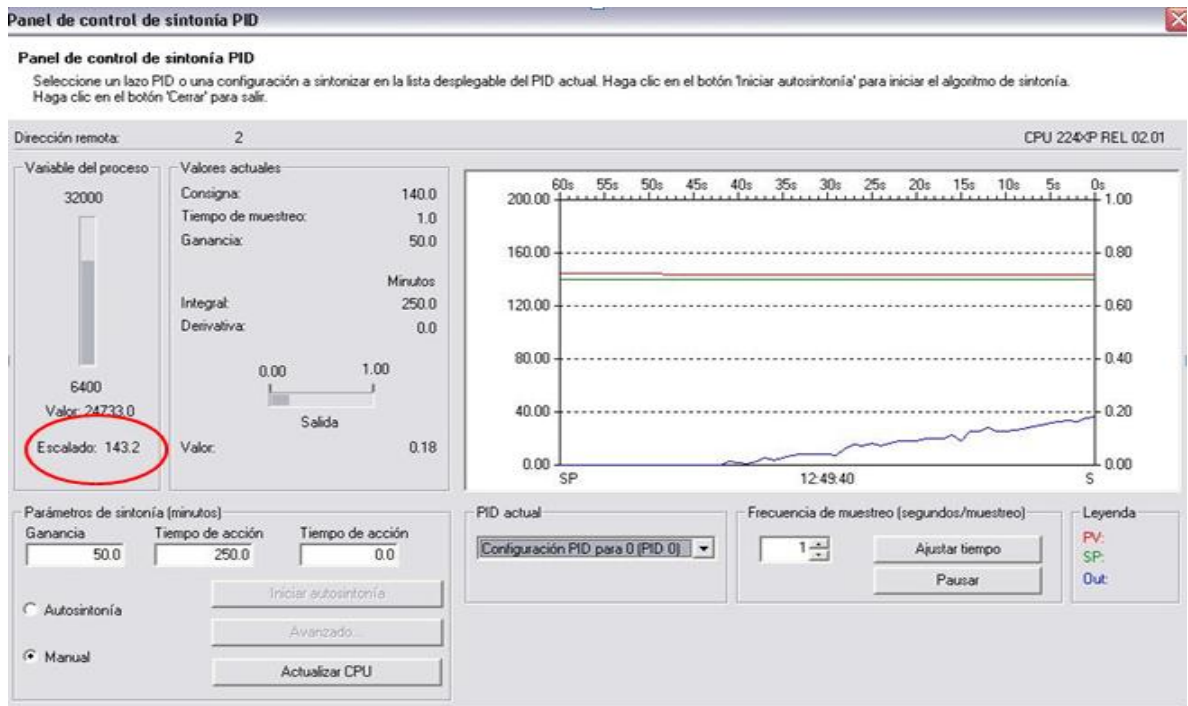 Panel de control de sintonía PID
Panel de control de sintonía PID
Seleccione un lazo PID o una configuración a sintonizar en la lista desplegable del PID actual. Haga clic en el botón 'Iniciar autosintonía' para iniciar el algoritmo de sintonía.
Haga clic en el botón 'Cerrar' para salir.
Dirección remota: 2 CPU 224XP REL 02.01
Variable del proceso
32000
6400
Valor: 24733.0
Escalado: 143.2
Valores actuales
Consigna: 140.0
Tiempo de muestreo: 1.0
Ganancia: 50.0
Minutos
Integral: 250.0
Derivativa: 0.0
0.00 1.00
Salida
Valor: 0.18
60s 55s 50s 45s 40s 35s 30s 25s 20s 15s 10s 5s 0s
200.00 1.00
160.00 0.80
120.00 0.60
80.00 0.40
40.00 0.20
0.00 0.00
SP 12:49:40 S
Parámetros de sintonía (minutos)
Ganancia Tiempo de acción Tiempo de acción
50.0 250.0 0.0
Iniciar autosintonía
Autosintonía
Avanzado...
Manual
Actualizar CPU
PID actual
Configuración PID para 0 (PID 0)
Frecuencia de muestreo (segundos/muestreo)
1 Ajustar tiempo
Pausar
Leyenda
PV:
SP:
Out: